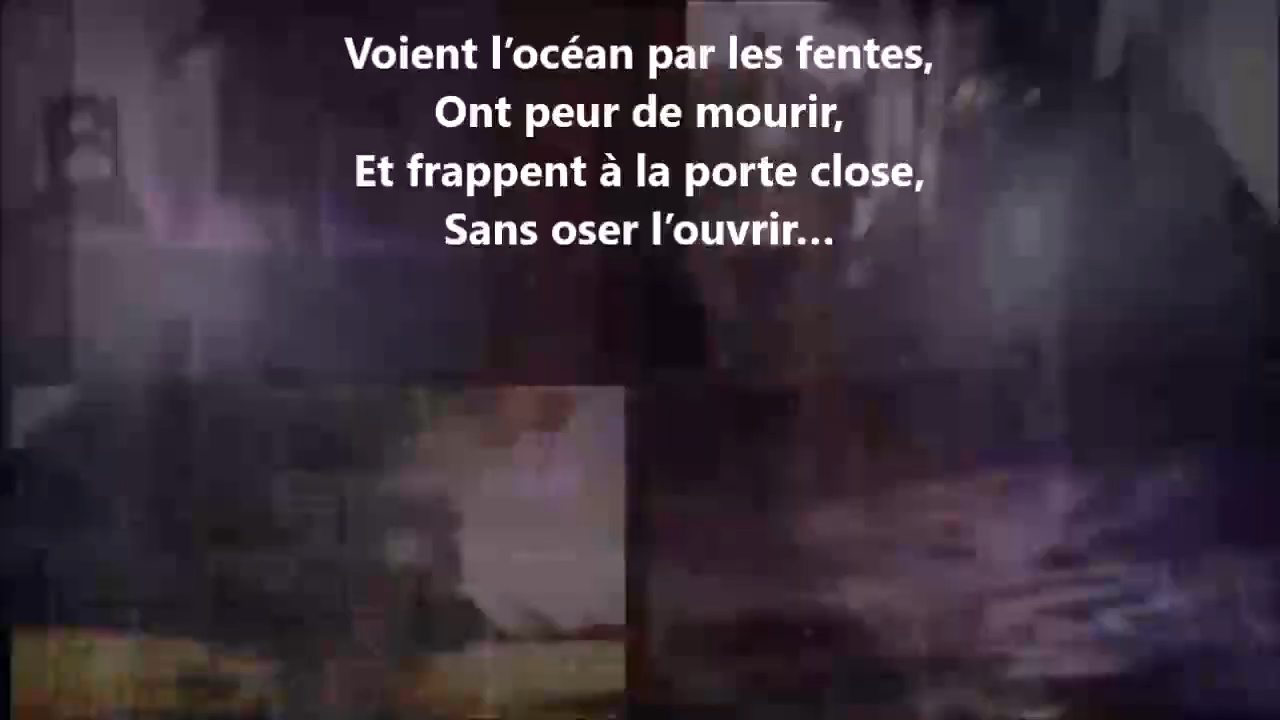 Voient l’océan par les fentes,
Ont peur de mourir,
Et frappent à la porte close,
Sans oser l’ouvrir...